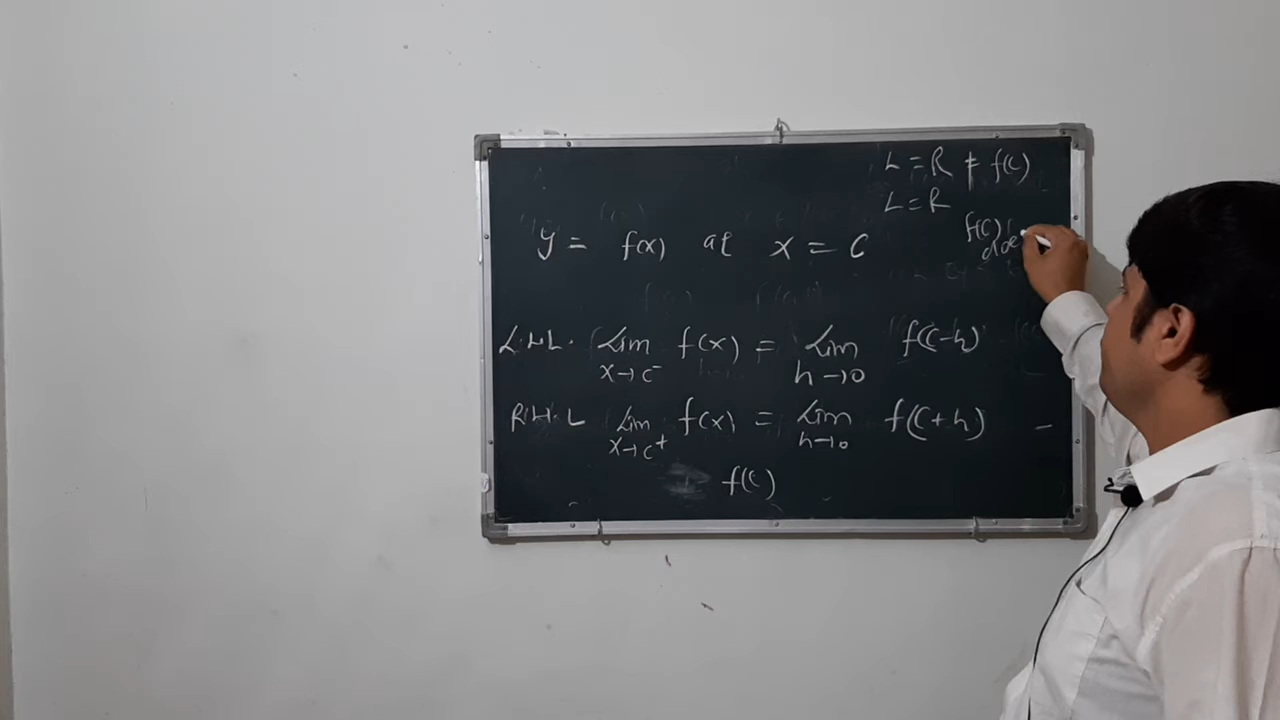 L = R ≠ f(c)
L = R
f(c)
y = f(x) at x = c
L.H.L. Lim x→c⁻ f(x) = Lim h→0 f(c-h)
R.H.L Lim x→c⁺ f(x) = Lim h→0 f(c+h) -
f(c)